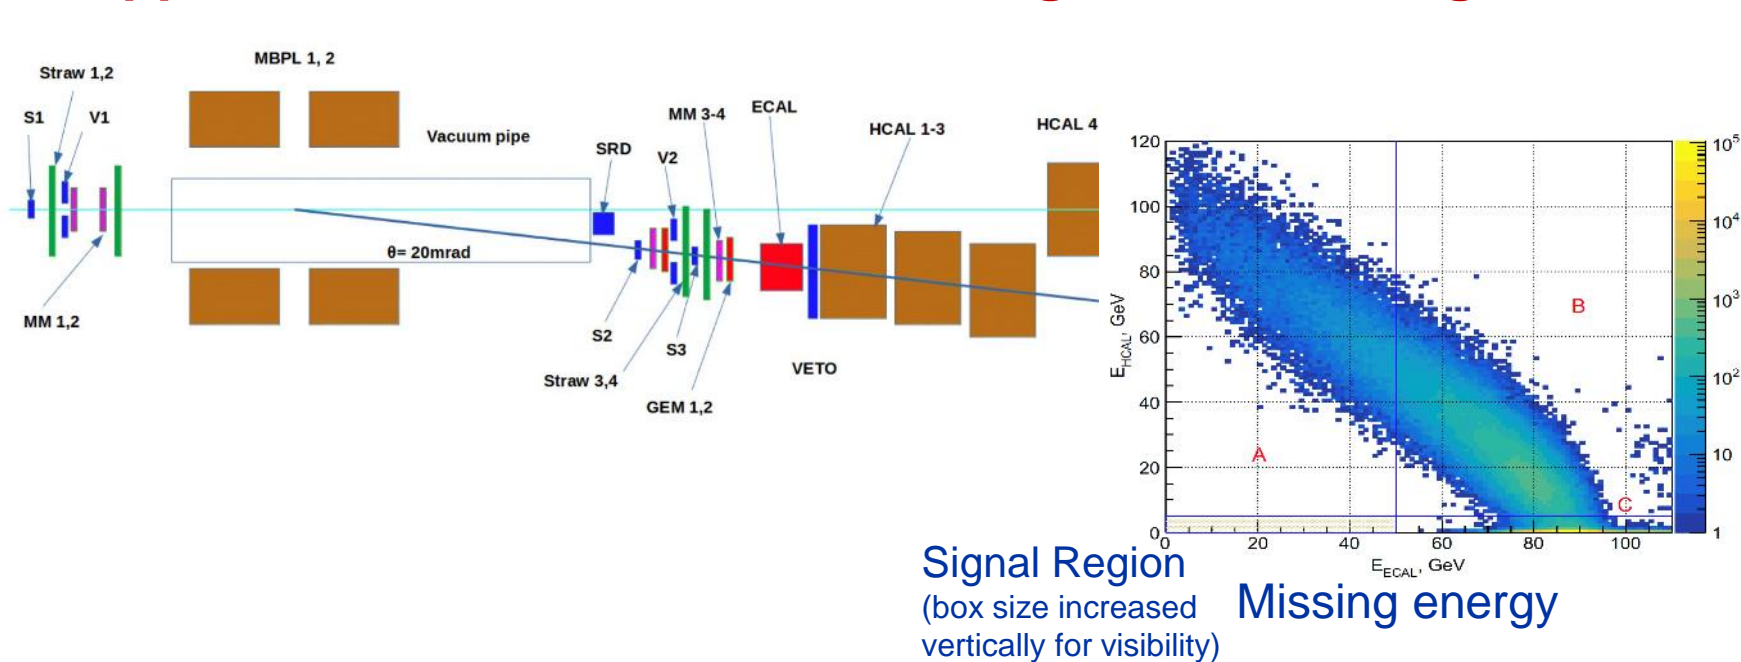 MBPL 1, 2
Straw 1,2
S1
V1
Vacuum pipe
MM 3-4
ECAL
HCAL 1-3
HCAL 4
SRD
V2
θ= 20mrad
MM 1,2
S2
S3
Straw 3,4
GEM 1,2
VETO
E_HCAL, GeV
120
100
80
60
40
20
0
A
B
C
0
20
40
60
80
100
E_ECAL, GeV
10^5
10^4
10^3
10^2
10
1
Signal Region
(box size increased
vertically for visibility)
Missing energy